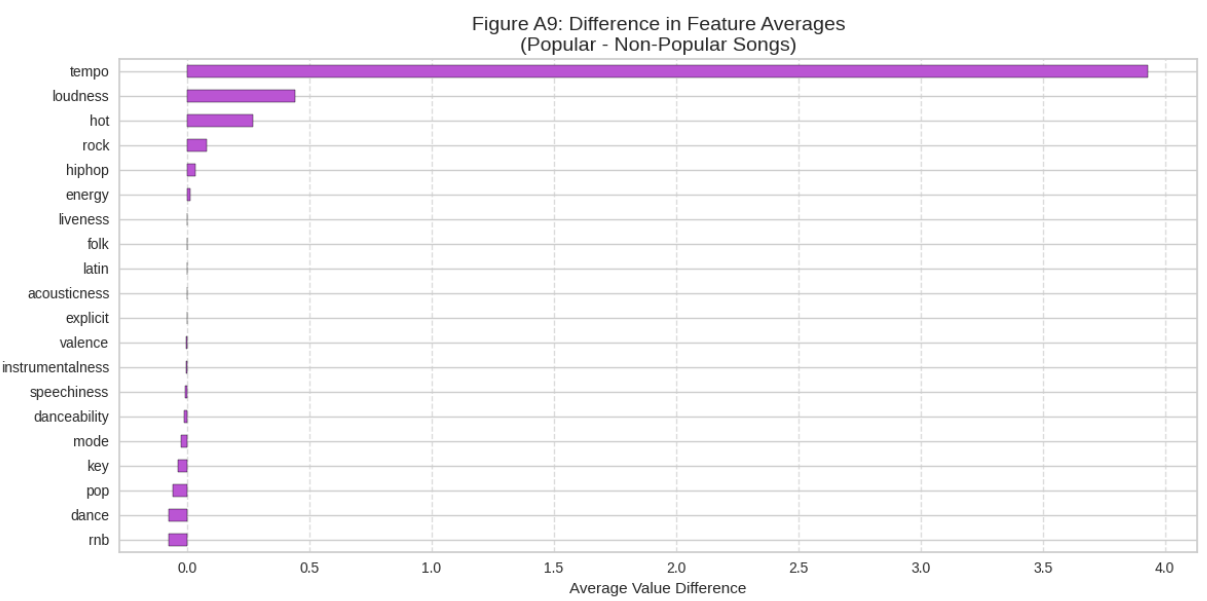 Figure A9: Difference in Feature Averages
(Popular - Non-Popular Songs)
tempo
loudness
hot
rock
hiphop
energy
liveness
folk
latin
acousticness
explicit
valence
instrumentalness
speechiness
danceability
mode
key
pop
dance
rnb
0.0 0.5 1.0 1.5 2.0 2.5 3.0 3.5 4.0
Average Value Difference